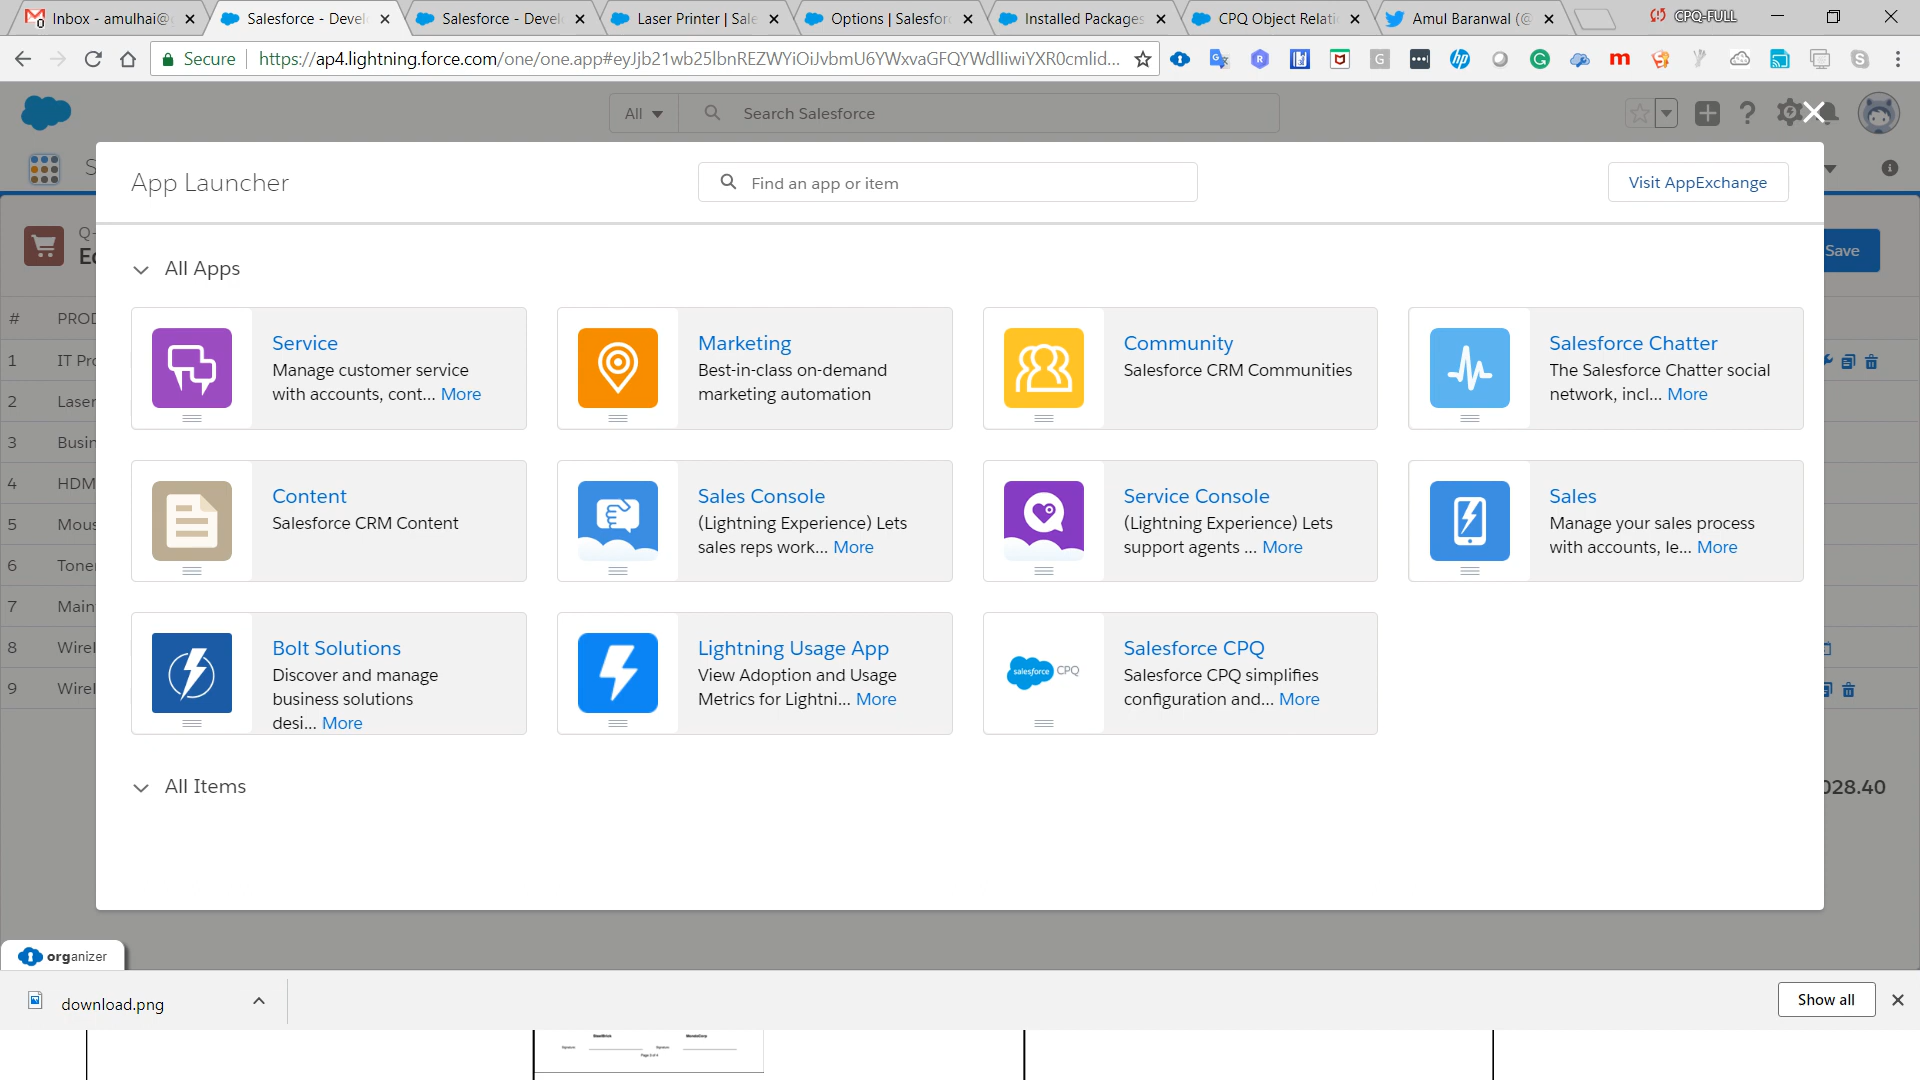 Inbox - amulhai@
Salesforce - Devel
Salesforce - Devel
Laser Printer | Sale
Options | Salesfor
Installed Packages
CPQ Object Relati
Amul Baranwal (@
CPQ-FULL
Secure
https://ap4.lightning.force.com/one/one.app#eyJjb21wb25lbnREZWYiOiJvbmU6YWxvaGFQYWdlIiwiYXR0cmlid...
All
Search Salesforce
App Launcher
Find an app or item
Visit AppExchange
Save
# PROD
1 IT Pro
2 Laser
3 Busin
4 HDM
5 Mous
6 Tone
7 Main
8 Wirel
9 Wirel
028.40
All Apps
Service
Manage customer service
with accounts, cont... More
Marketing
Best-in-class on-demand
marketing automation
Community
Salesforce CRM Communities
Salesforce Chatter
The Salesforce Chatter social
network, incl... More
Content
Salesforce CRM Content
Sales Console
(Lightning Experience) Lets
sales reps work... More
Service Console
(Lightning Experience) Lets
support agents ... More
Sales
Manage your sales process
with accounts, le... More
Bolt Solutions
Discover and manage
business solutions
desi... More
Lightning Usage App
View Adoption and Usage
Metrics for Lightni... More
salesforce CPQ
Salesforce CPQ
Salesforce CPQ simplifies
configuration and... More
All Items
organizer
download.png
Show all